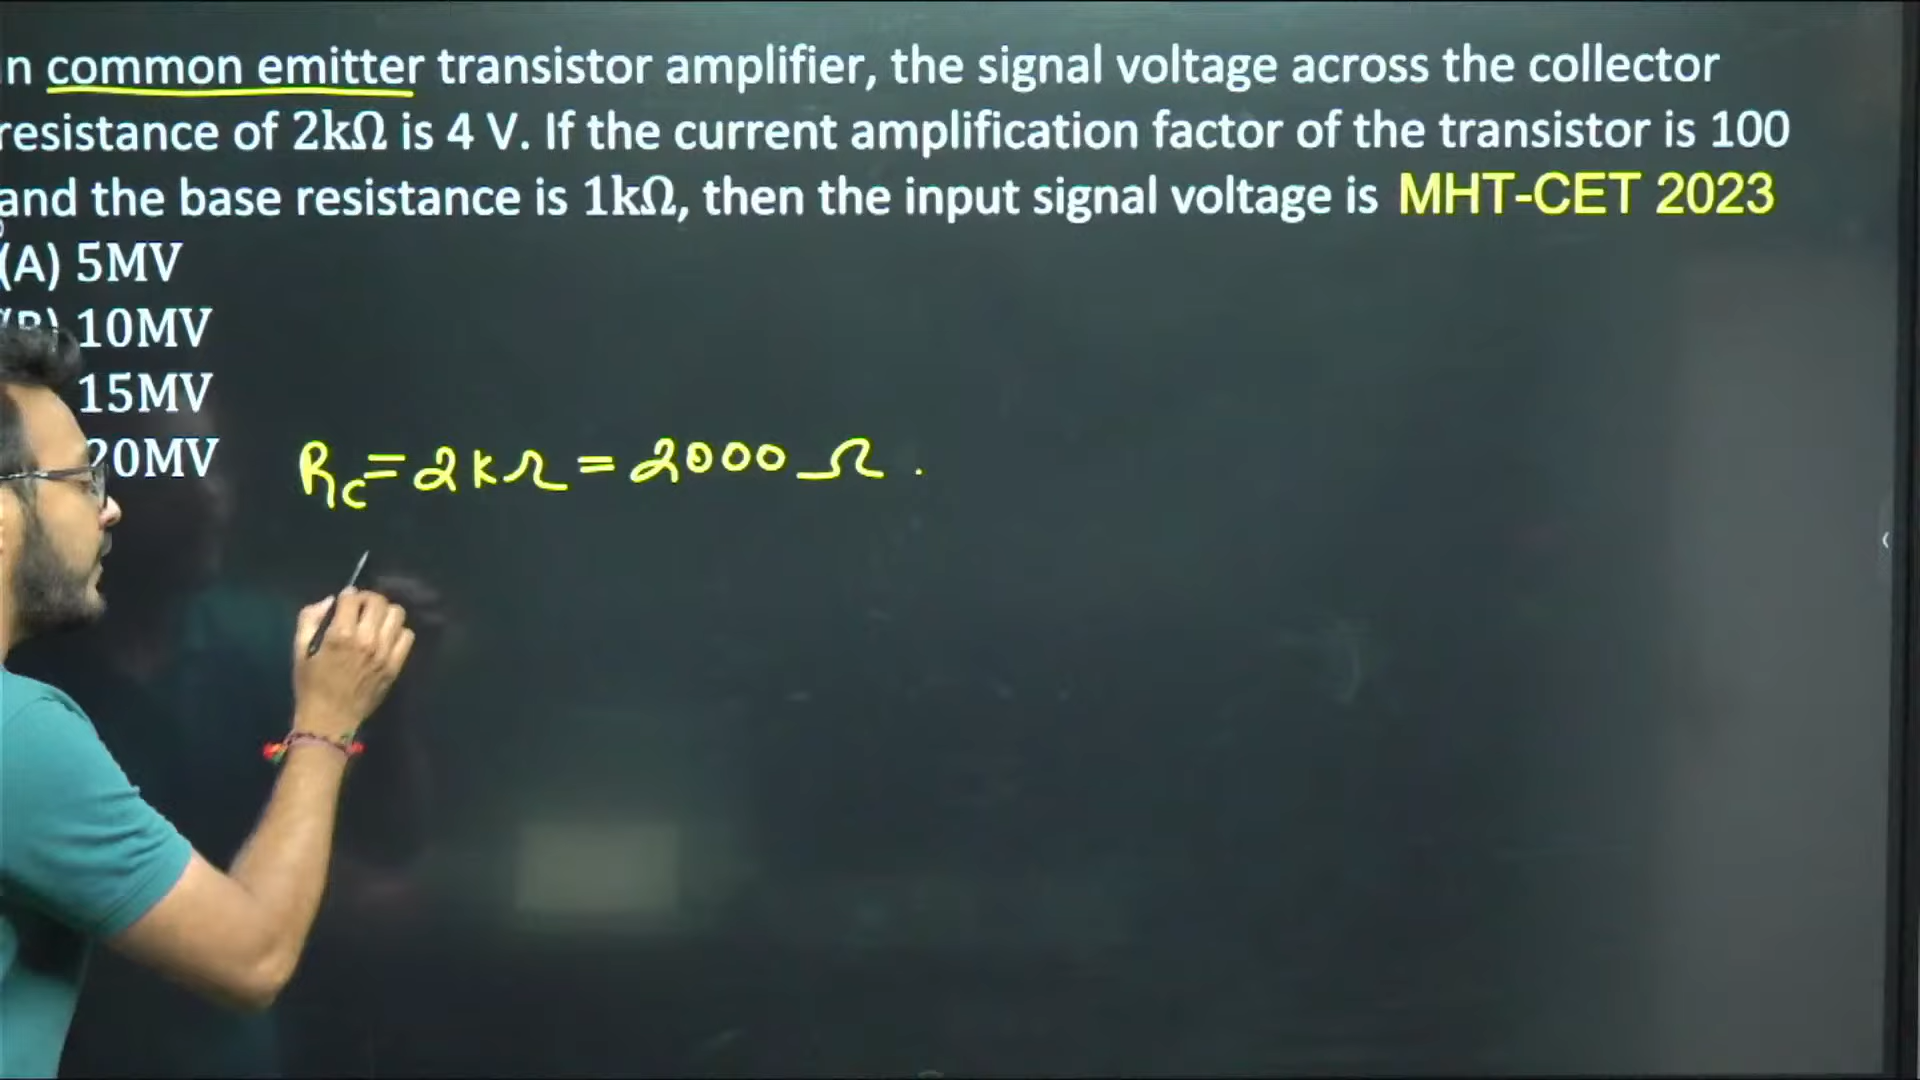 n common emitter transistor amplifier, the signal voltage across the collector
resistance of 2kΩ is 4 V. If the current amplification factor of the transistor is 100
and the base resistance is 1kΩ, then the input signal voltage is MHT-CET 2023
(A) 5MV
(B) 10MV
15MV
20MV
Rc = 2kΩ = 2000 Ω .